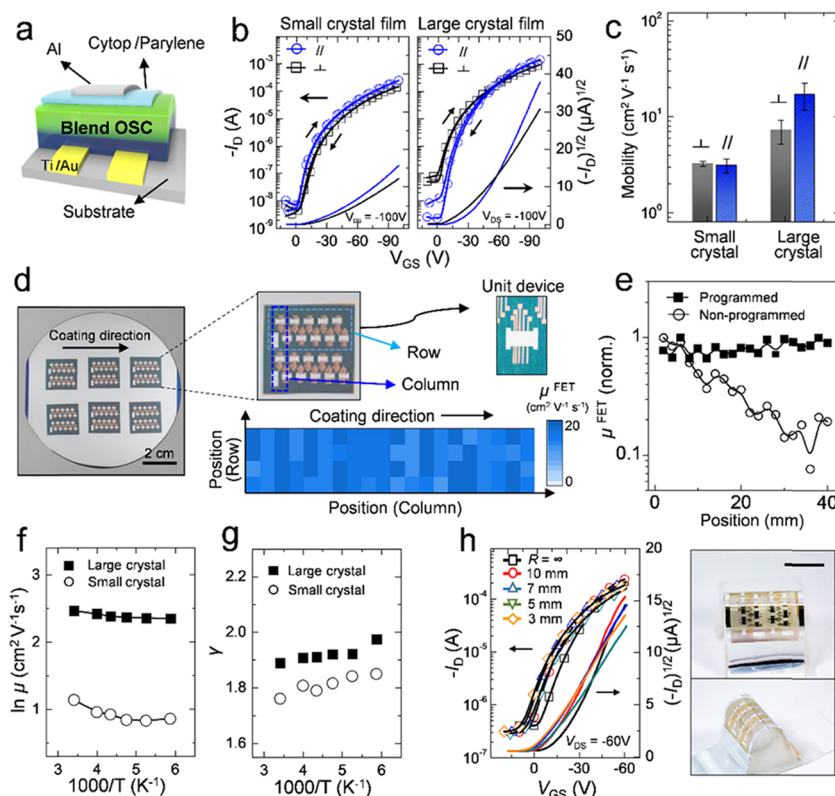 a
Al
Cytop /Parylene
Blend OSC
Ti/Au
Substrate
b
Small crystal film
Large crystal film
//
⊥
//
⊥
-I_D (A)
10^-3
10^-4
10^-5
10^-6
10^-7
10^-8
10^-9
V_DS = -100V
V_DS = -100V
0 -30 -60 -90
0 -30 -60 -90
V_GS (V)
50
40
30
20
10
0
(-I_D)^1/2 (μA)^1/2
c
Mobility (cm² V⁻¹ s⁻¹)
10^2
10^1
10^0
⊥ //
⊥ //
Small crystal
Large crystal
d
Coating direction
2 cm
Unit device
Row
Column
μ^FET
(cm² V⁻¹ s⁻¹)
20
0
Coating direction
Position (Row)
Position (Column)
e
Programmed
Non-programmed
μ^FET (norm.)
1
0.1
0 20 40
Position (mm)
f
Large crystal
Small crystal
ln μ (cm² V⁻¹s⁻¹)
3
2
1
0
3 4 5 6
1000/T (K⁻¹)
g
Large crystal
Small crystal
γ
2.2
2.0
1.8
1.6
3 4 5 6
1000/T (K⁻¹)
h
R = ∞
10 mm
7 mm
5 mm
3 mm
-I_D (A)
10^-4
10^-5
10^-6
10^-7
V_DS = -60V
30 0 -30 -60
V_GS (V)
20
15
10
5
0
(-I_D)^1/2 (μA)^1/2